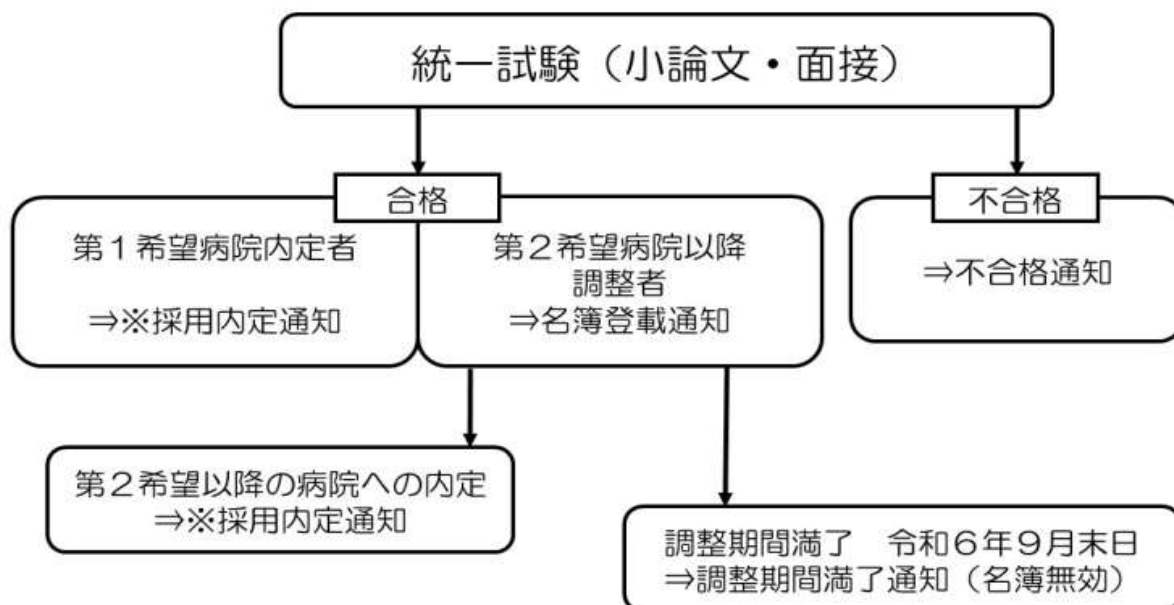 統一試験（小論文・面接）
合格
第１希望病院内定者
⇒※採用内定通知
第２希望病院以降
調整者
⇒名簿登載通知
不合格
⇒不合格通知
第２希望以降の病院への内定
⇒※採用内定通知
調整期間満了　令和６年９月末日
⇒調整期間満了通知（名簿無効）